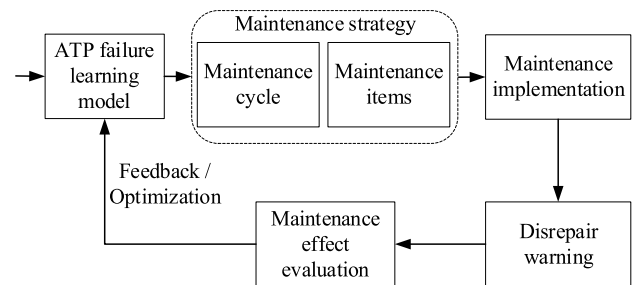 Maintenance strategy
ATP failure
learning
model
Maintenance
cycle
Maintenance
items
Maintenance
implementation
Feedback /
Optimization
Maintenance
effect
evaluation
Disrepair
warning